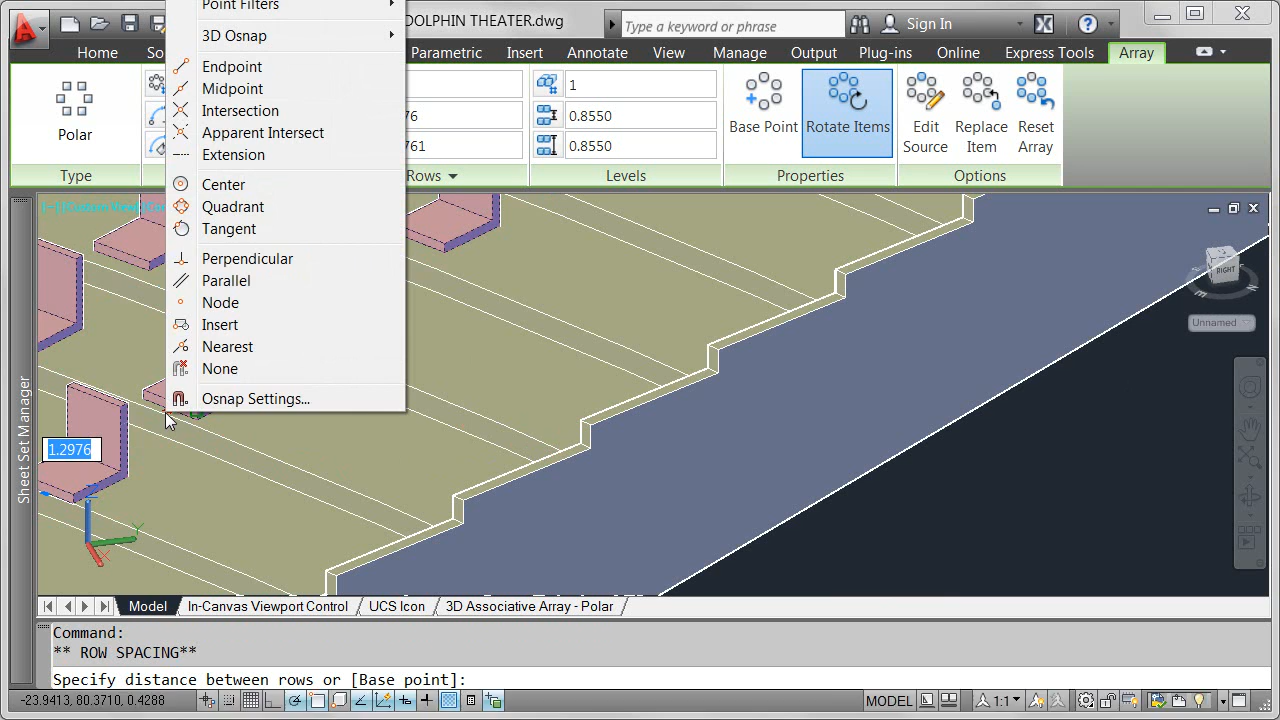 DOLPHIN THEATER.dwg
Type a keyword or phrase
Sign In
Home
So
Parametric
Insert
Annotate
View
Manage
Output
Plug-ins
Online
Express Tools
Array
Polar
Type
76
761
Rows
1
0.8550
0.8550
Levels
Base Point
Rotate Items
Properties
Edit
Source
Replace
Item
Reset
Array
Options
Point Filters
3D Osnap
Endpoint
Midpoint
Intersection
Apparent Intersect
Extension
Center
Quadrant
Tangent
Perpendicular
Parallel
Node
Insert
Nearest
None
Osnap Settings...
Sheet Set Manager
1.2976
Y
X
RIGHT
Unnamed
Model
In-Canvas Viewport Control
UCS Icon
3D Associative Array - Polar
Command:
** ROW SPACING**
Specify distance between rows or [Base point]:
-23.9413, 80.3710, 0.4288
MODEL
1:1